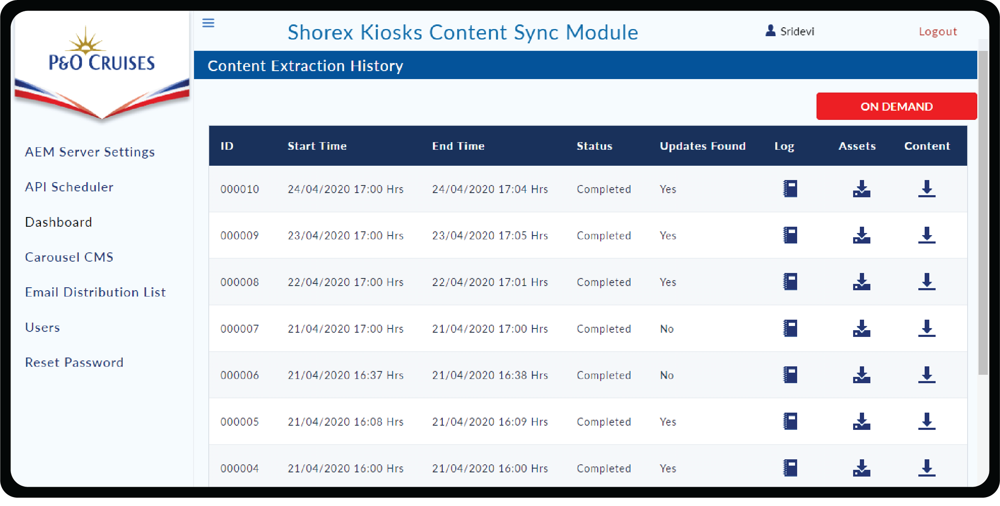 P&O CRUISES
Shorex Kiosks Content Sync Module
Sridevi
Logout
Content Extraction History
ON DEMAND
AEM Server Settings
API Scheduler
Dashboard
Carousel CMS
Email Distribution List
Users
Reset Password
ID Start Time End Time Status Updates Found Log Assets Content
000010 24/04/2020 17:00 Hrs 24/04/2020 17:04 Hrs Completed Yes
000009 23/04/2020 17:00 Hrs 23/04/2020 17:05 Hrs Completed Yes
000008 22/04/2020 17:00 Hrs 22/04/2020 17:01 Hrs Completed Yes
000007 21/04/2020 17:00 Hrs 21/04/2020 17:00 Hrs Completed No
000006 21/04/2020 16:37 Hrs 21/04/2020 16:38 Hrs Completed No
000005 21/04/2020 16:08 Hrs 21/04/2020 16:09 Hrs Completed Yes
000004 21/04/2020 16:00 Hrs 21/04/2020 16:00 Hrs Completed Yes